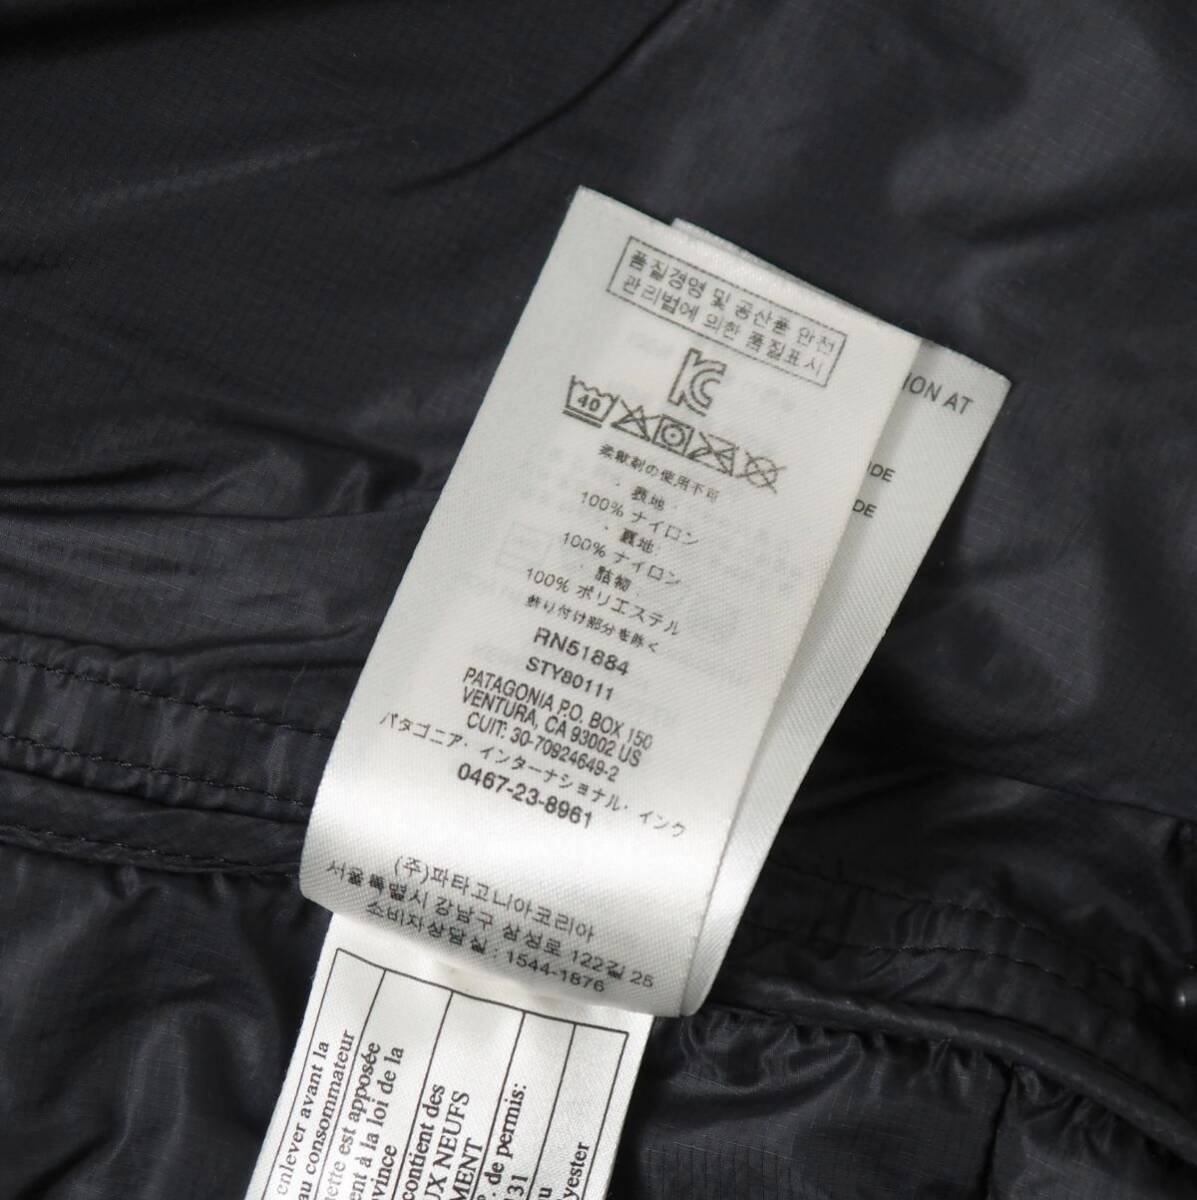 품질경영 및 공산품 안전
관리법에 의한 품질표시
40
柔軟剤の使用不可
・表地:
100% ナイロン
・裏地:
100% ナイロン
・詰物:
100% ポリエステル
飾り付け部分を除く
RN51884
STY80111
PATAGONIA P.O. BOX 150
VENTURA, CA 93002 US
CUIT: 30-70924649-2
パタゴニア・インターナショナル・インク
0467-23-8961
(주)파타고니아코리아
서울특별시 강남구 삼성로 122길 25
소비자상담실 : 1544-1876
ION AT
IDE
DE
enlever avant la
au consommateur
uette est apposée
ent à la loi de la
vince
contient des
UX NEUFS
MENT
de permis:
31
yester